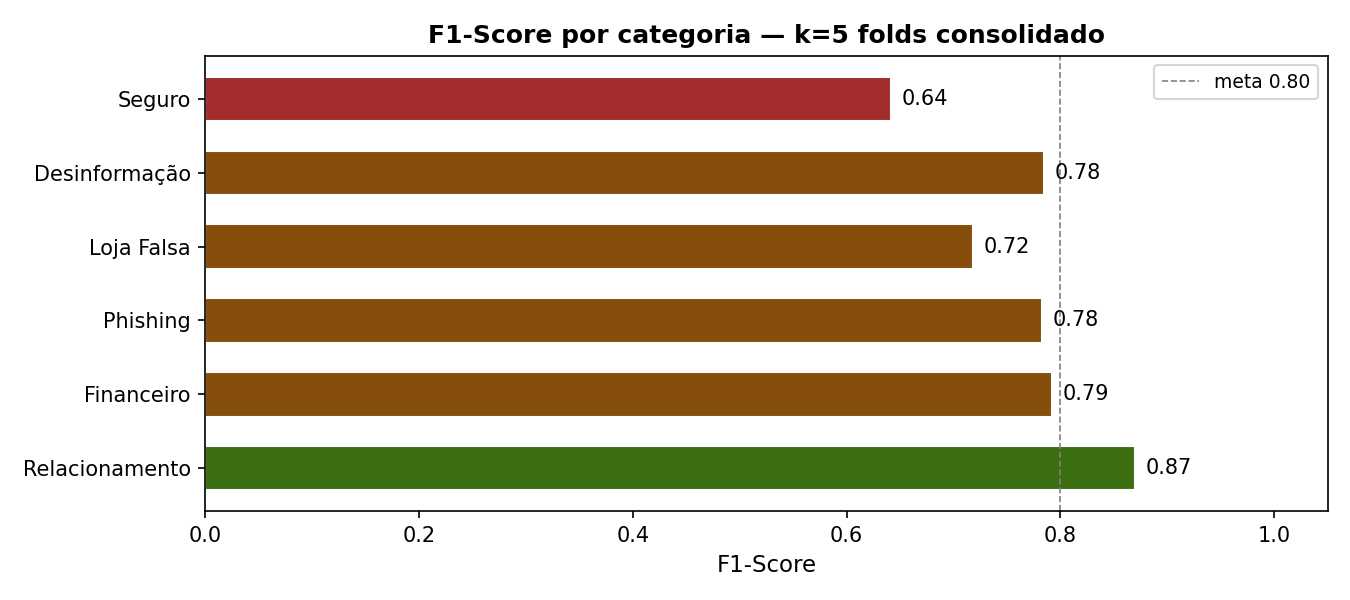 F1-Score por categoria — k=5 folds consolidado
meta 0.80
Seguro 0.64
Desinformação 0.78
Loja Falsa 0.72
Phishing 0.78
Financeiro 0.79
Relacionamento 0.87
0.0 0.2 0.4 0.6 0.8 1.0
F1-Score